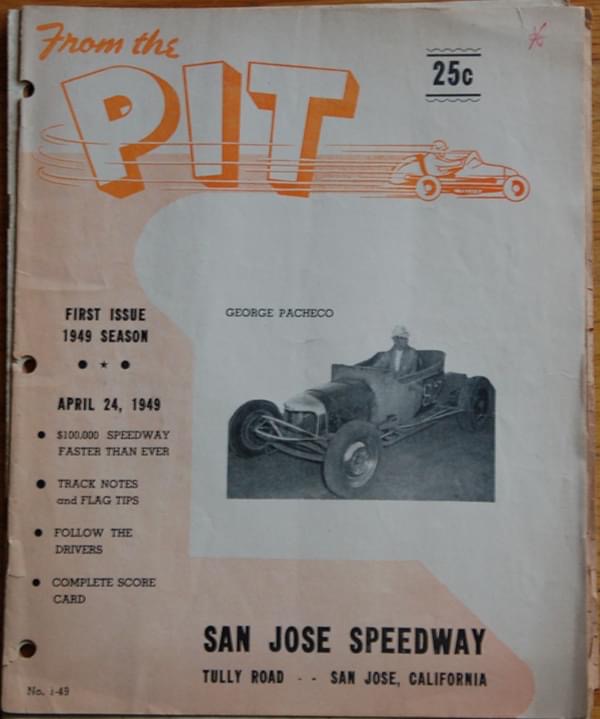 From the
PIT
25c
FIRST ISSUE
1949 SEASON
APRIL 24, 1949
$100,000 SPEEDWAY
FASTER THAN EVER
TRACK NOTES
and FLAG TIPS
FOLLOW THE
DRIVERS
COMPLETE SCORE
CARD
GEORGE PACHECO
SAN JOSE SPEEDWAY
TULLY ROAD - - SAN JOSE, CALIFORNIA
No. 1-49